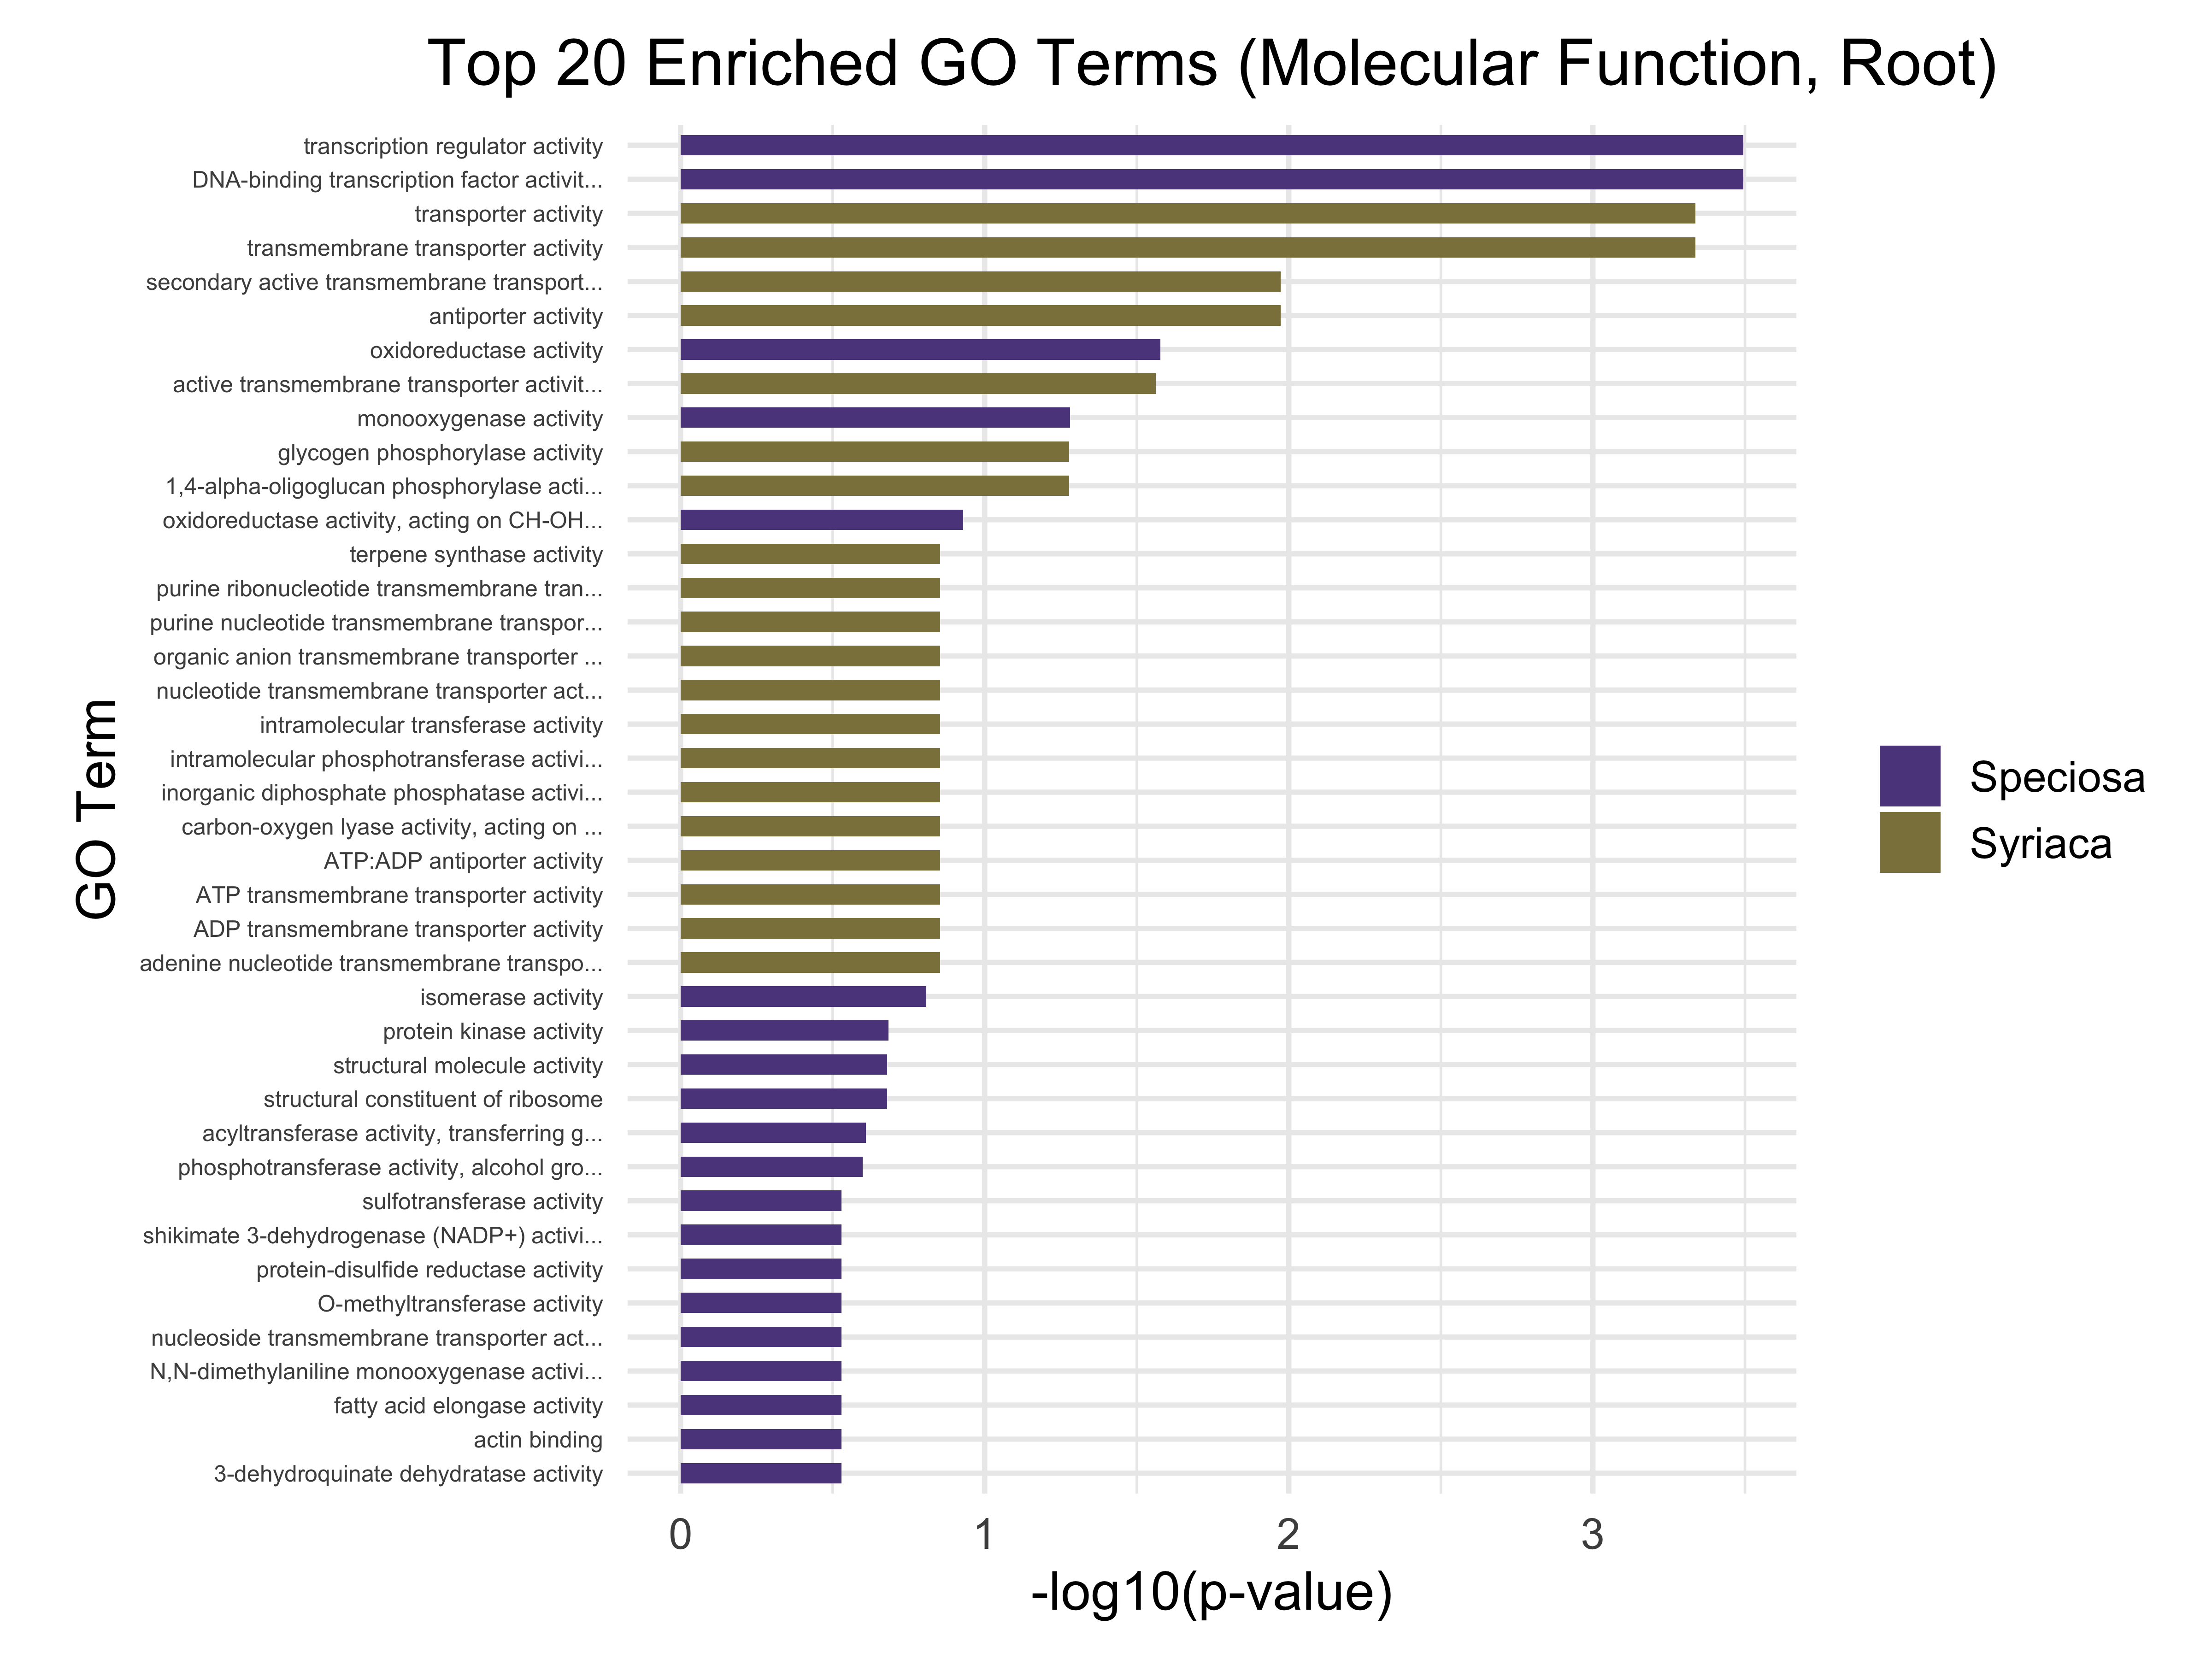 Top 20 Enriched GO Terms (Molecular Function, Root)
GO Term
transcription regulator activity
DNA-binding transcription factor activit...
transporter activity
transmembrane transporter activity
secondary active transmembrane transport...
antiporter activity
oxidoreductase activity
active transmembrane transporter activit...
monooxygenase activity
glycogen phosphorylase activity
1,4-alpha-oligoglucan phosphorylase acti...
oxidoreductase activity, acting on CH-OH...
terpene synthase activity
purine ribonucleotide transmembrane tran...
purine nucleotide transmembrane transpor...
organic anion transmembrane transporter ...
nucleotide transmembrane transporter act...
intramolecular transferase activity
intramolecular phosphotransferase activi...
inorganic diphosphate phosphatase activi...
carbon-oxygen lyase activity, acting on ...
ATP:ADP antiporter activity
ATP transmembrane transporter activity
ADP transmembrane transporter activity
adenine nucleotide transmembrane transpo...
isomerase activity
protein kinase activity
structural molecule activity
structural constituent of ribosome
acyltransferase activity, transferring g...
phosphotransferase activity, alcohol gro...
sulfotransferase activity
shikimate 3-dehydrogenase (NADP+) activi...
protein-disulfide reductase activity
O-methyltransferase activity
nucleoside transmembrane transporter act...
N,N-dimethylaniline monooxygenase activi...
fatty acid elongase activity
actin binding
3-dehydroquinate dehydratase activity
0 1 2 3
-log10(p-value)
Speciosa
Syriaca